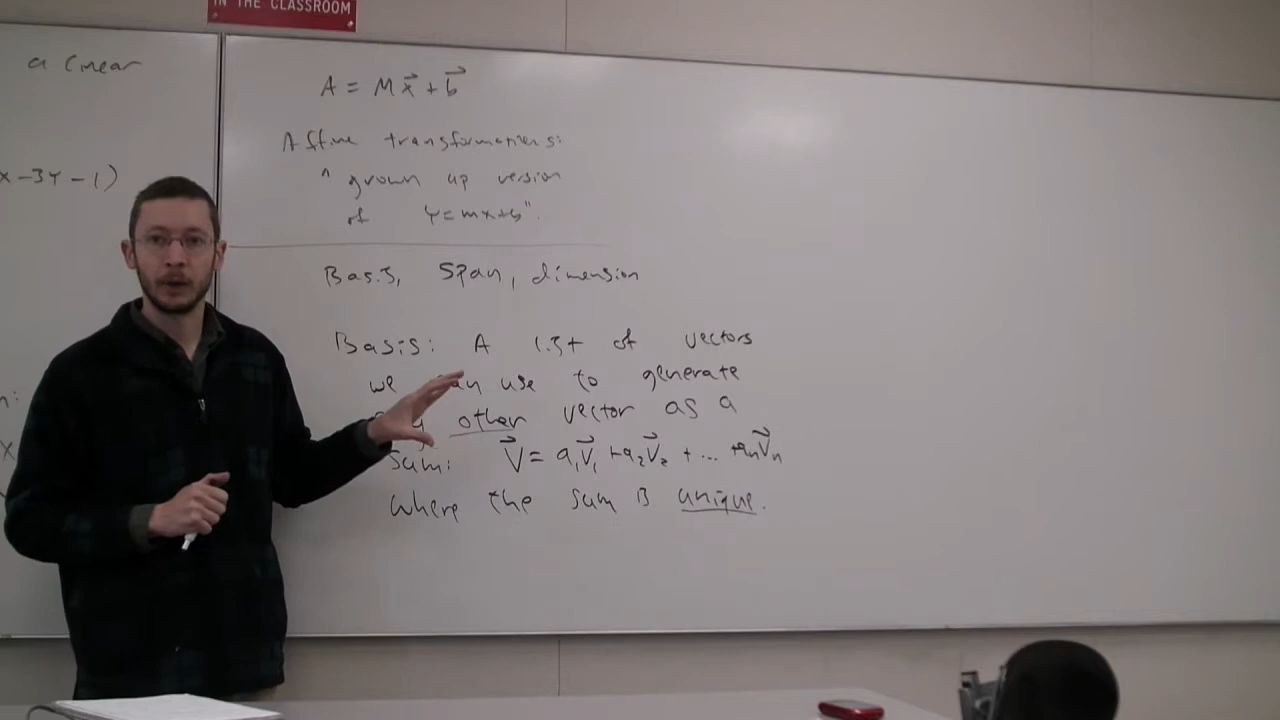 IN THE CLASSROOM
a linear
x-3y-1)
A = Mx⃗ + b⃗
Affine transformations:
"grown up version
of y=mx+b".
Basis, span, dimension
Basis: A list of vectors
we can use to generate
other vector as a
sum: v⃗ = a₁v⃗₁ + a₂v⃗₂ + ... + aₙv⃗ₙ
where the sum is unique.